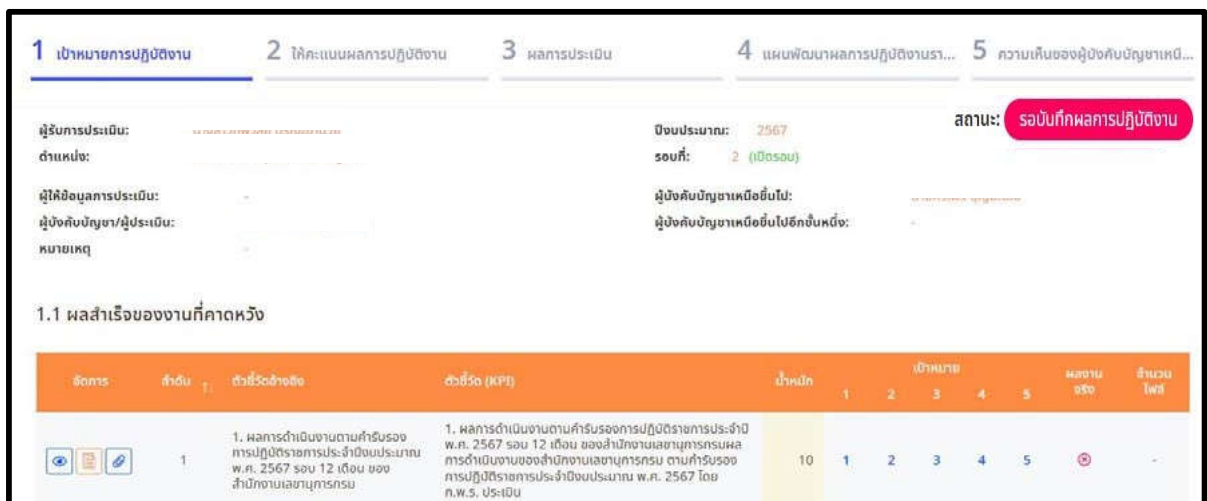 1 เป้าหมายการปฏิบัติงาน 2 ให้คะแนนผลการปฏิบัติงาน 3 ผลการประเมิน 4 แผนพัฒนาผลการปฏิบัติงานรา... 5 ความเห็นของผู้บังคับบัญชาเหนื...
สถานะ: รอบันทึกผลการปฏิบัติงาน
ผู้รับการประเมิน: ปีงบประมาณ: 2567
ตำแหน่ง: รอบที่: 2 (เปิดรอบ)
ผู้ให้ข้อมูลการประเมิน: - ผู้บังคับบัญชาเหนือขึ้นไป:
ผู้บังคับบัญชา/ผู้ประเมิน: ผู้บังคับบัญชาเหนือขึ้นไปอีกชั้นหนึ่ง: -
หมายเหตุ -
1.1 ผลสำเร็จของงานที่คาดหวัง
จัดการ ลำดับ ตัวชี้วัดอ้างอิง ตัวชี้วัด (KPI) น้ำหนัก เป้าหมาย ผลงาน จำนวน
1 2 3 4 5 จริง ไฟล์
1. ผลการดำเนินงานตามคำรับรองการปฏิบัติราชการประจำปี
1. ผลการดำเนินงานตามคำรับรอง พ.ศ. 2567 รอบ 12 เดือน ของสำนักงานเลขานุการกรมผล
การปฏิบัติราชการประจำปีงบประมาณ การดำเนินงานของสำนักงานเลขานุการกรม ตามคำรับรอง
1 พ.ศ. 2567 รอบ 12 เดือน ของ การปฏิบัติราชการประจำปีงบประมาณ พ.ศ. 2567 โดย 10 1 2 3 4 5 -
สำนักงานเลขานุการกรม ก.พ.ร. ประเมิน